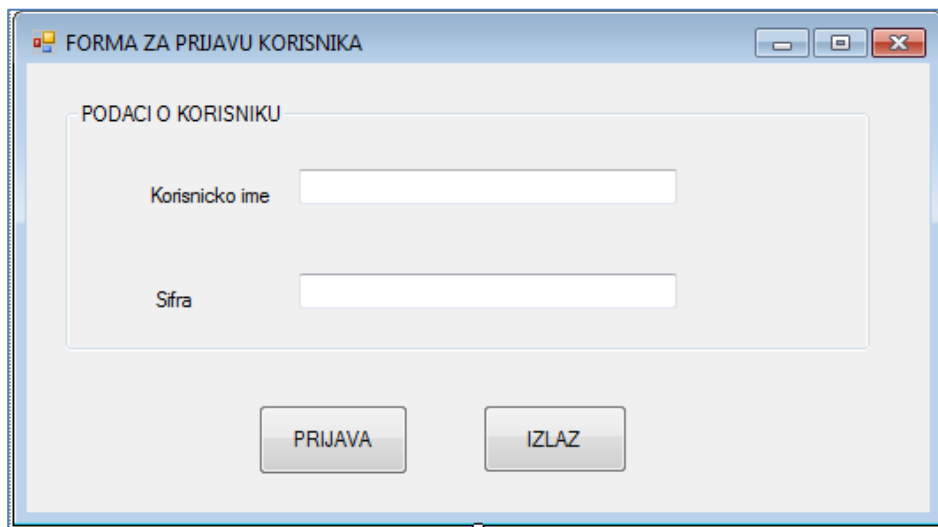 FORMA ZA PRIJAVU KORISNIKA
PODACI O KORISNIKU
Korisnicko ime
Sifra
PRIJAVA
IZLAZ